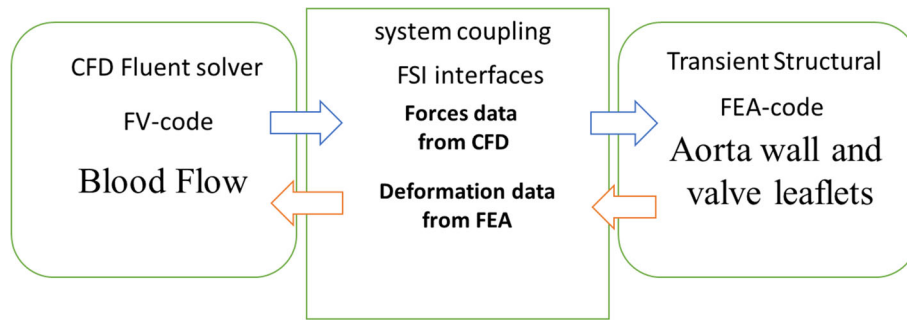 CFD Fluent solver
FV-code
Blood Flow
system coupling
FSI interfaces
Forces data
from CFD
Deformation data
from FEA
Transient Structural
FEA-code
Aorta wall and
valve leaflets